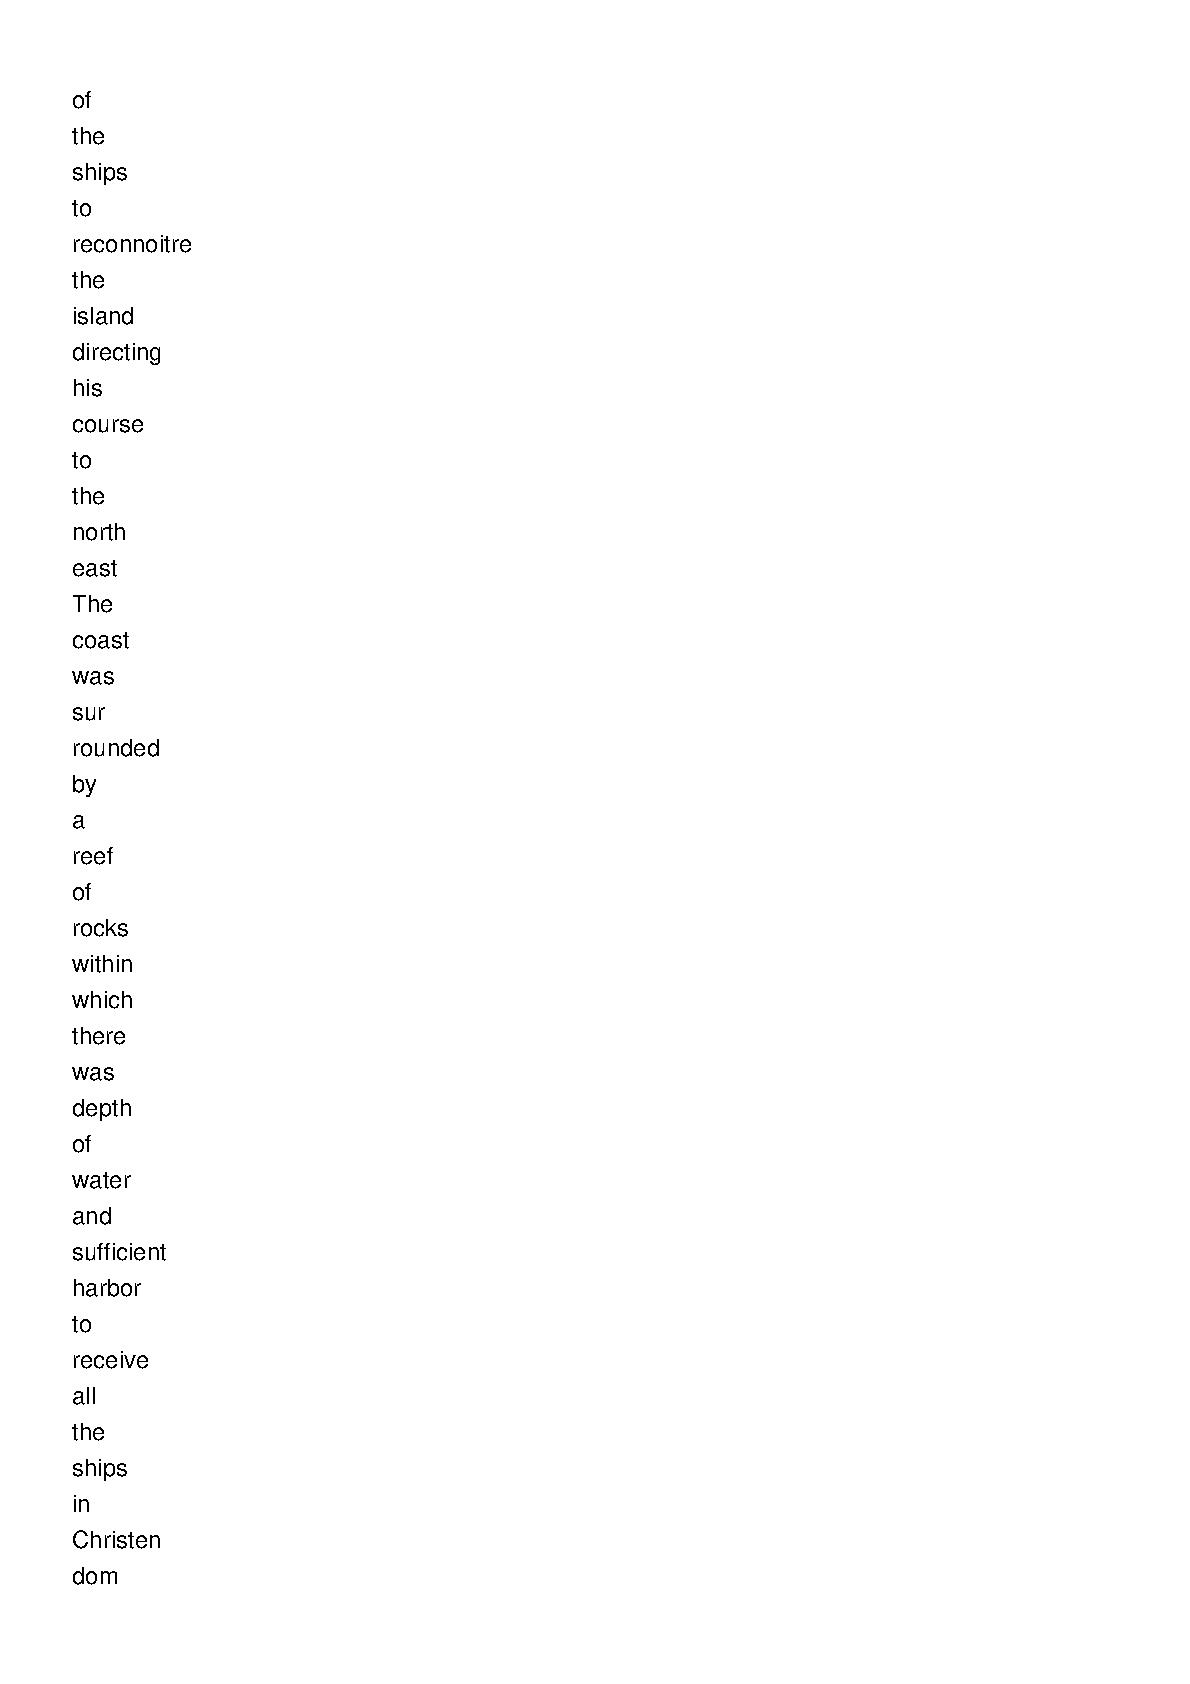 of
the
ships
to
reconnoitre
the
island
directing
his
course
to
the
north
east
The
coast
was
sur
rounded
by
a
reef
of
rocks
within
which
there
was
depth
of
water
and
sufficient
harbor
to
receive
all
the
ships
in
Christen
dom